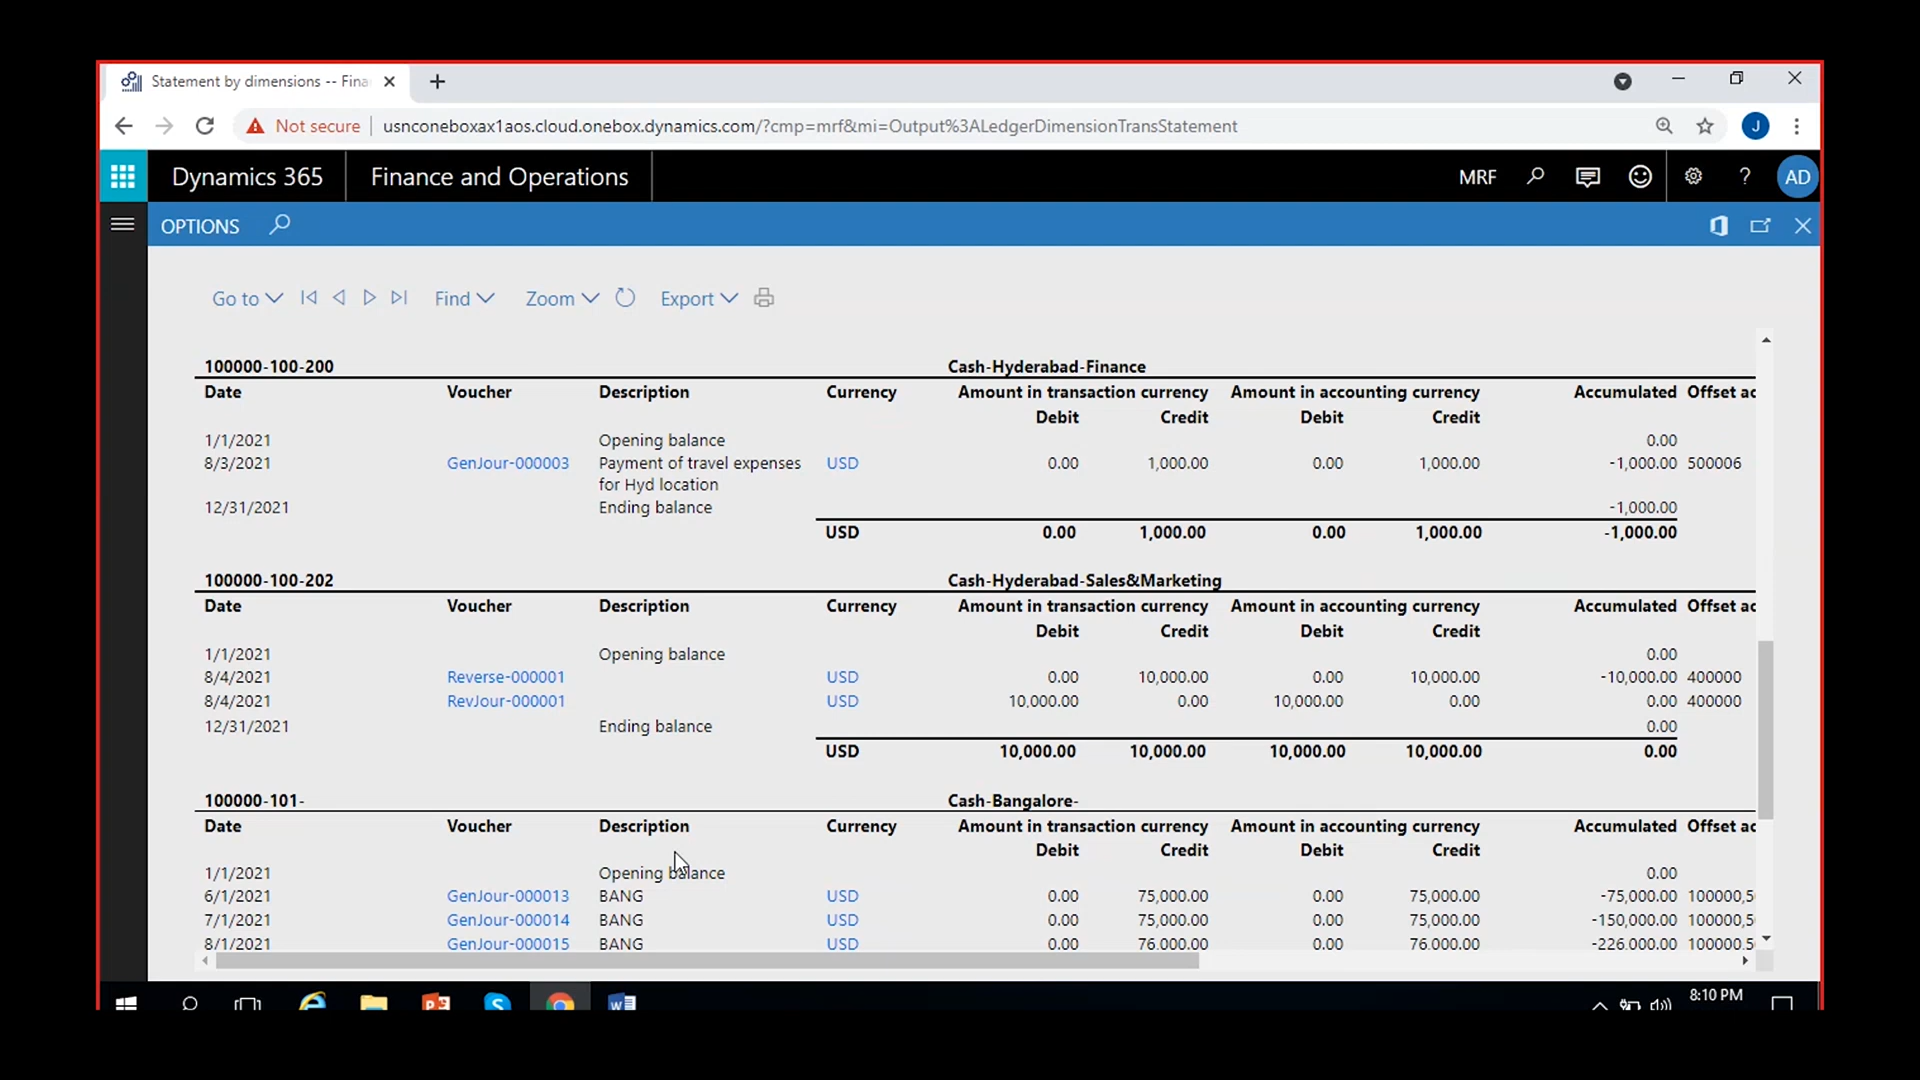 Statement by dimensions -- Fina
Not secure usnconeboxax1aos.cloud.onebox.dynamics.com/?cmp=mrf&mi=Output%3ALedgerDimensionTransStatement J
Dynamics 365 Finance and Operations MRF ? AD
OPTIONS
Go to Find Zoom Export
100000-100-200 Cash-Hyderabad-Finance
Date Voucher Description Currency Amount in transaction currency Amount in accounting currency Accumulated Offset ac
Debit Credit Debit Credit
1/1/2021 Opening balance 0.00
8/3/2021 GenJour-000003 Payment of travel expenses USD 0.00 1,000.00 0.00 1,000.00 -1,000.00 500006
for Hyd location
12/31/2021 Ending balance -1,000.00
USD 0.00 1,000.00 0.00 1,000.00 -1,000.00
100000-100-202 Cash-Hyderabad-Sales&Marketing
Date Voucher Description Currency Amount in transaction currency Amount in accounting currency Accumulated Offset ac
Debit Credit Debit Credit
1/1/2021 Opening balance 0.00
8/4/2021 Reverse-000001 USD 0.00 10,000.00 0.00 10,000.00 -10,000.00 400000
8/4/2021 RevJour-000001 USD 10,000.00 0.00 10,000.00 0.00 0.00 400000
12/31/2021 Ending balance 0.00
USD 10,000.00 10,000.00 10,000.00 10,000.00 0.00
100000-101- Cash-Bangalore-
Date Voucher Description Currency Amount in transaction currency Amount in accounting currency Accumulated Offset ac
Debit Credit Debit Credit
1/1/2021 Opening balance 0.00
6/1/2021 GenJour-000013 BANG USD 0.00 75,000.00 0.00 75,000.00 -75,000.00 100000,5
7/1/2021 GenJour-000014 BANG USD 0.00 75,000.00 0.00 75,000.00 -150,000.00 100000,5
8/1/2021 GenJour-000015 BANG USD 0.00 76,000.00 0.00 76,000.00 -226,000.00 100000,5
8:10 PM